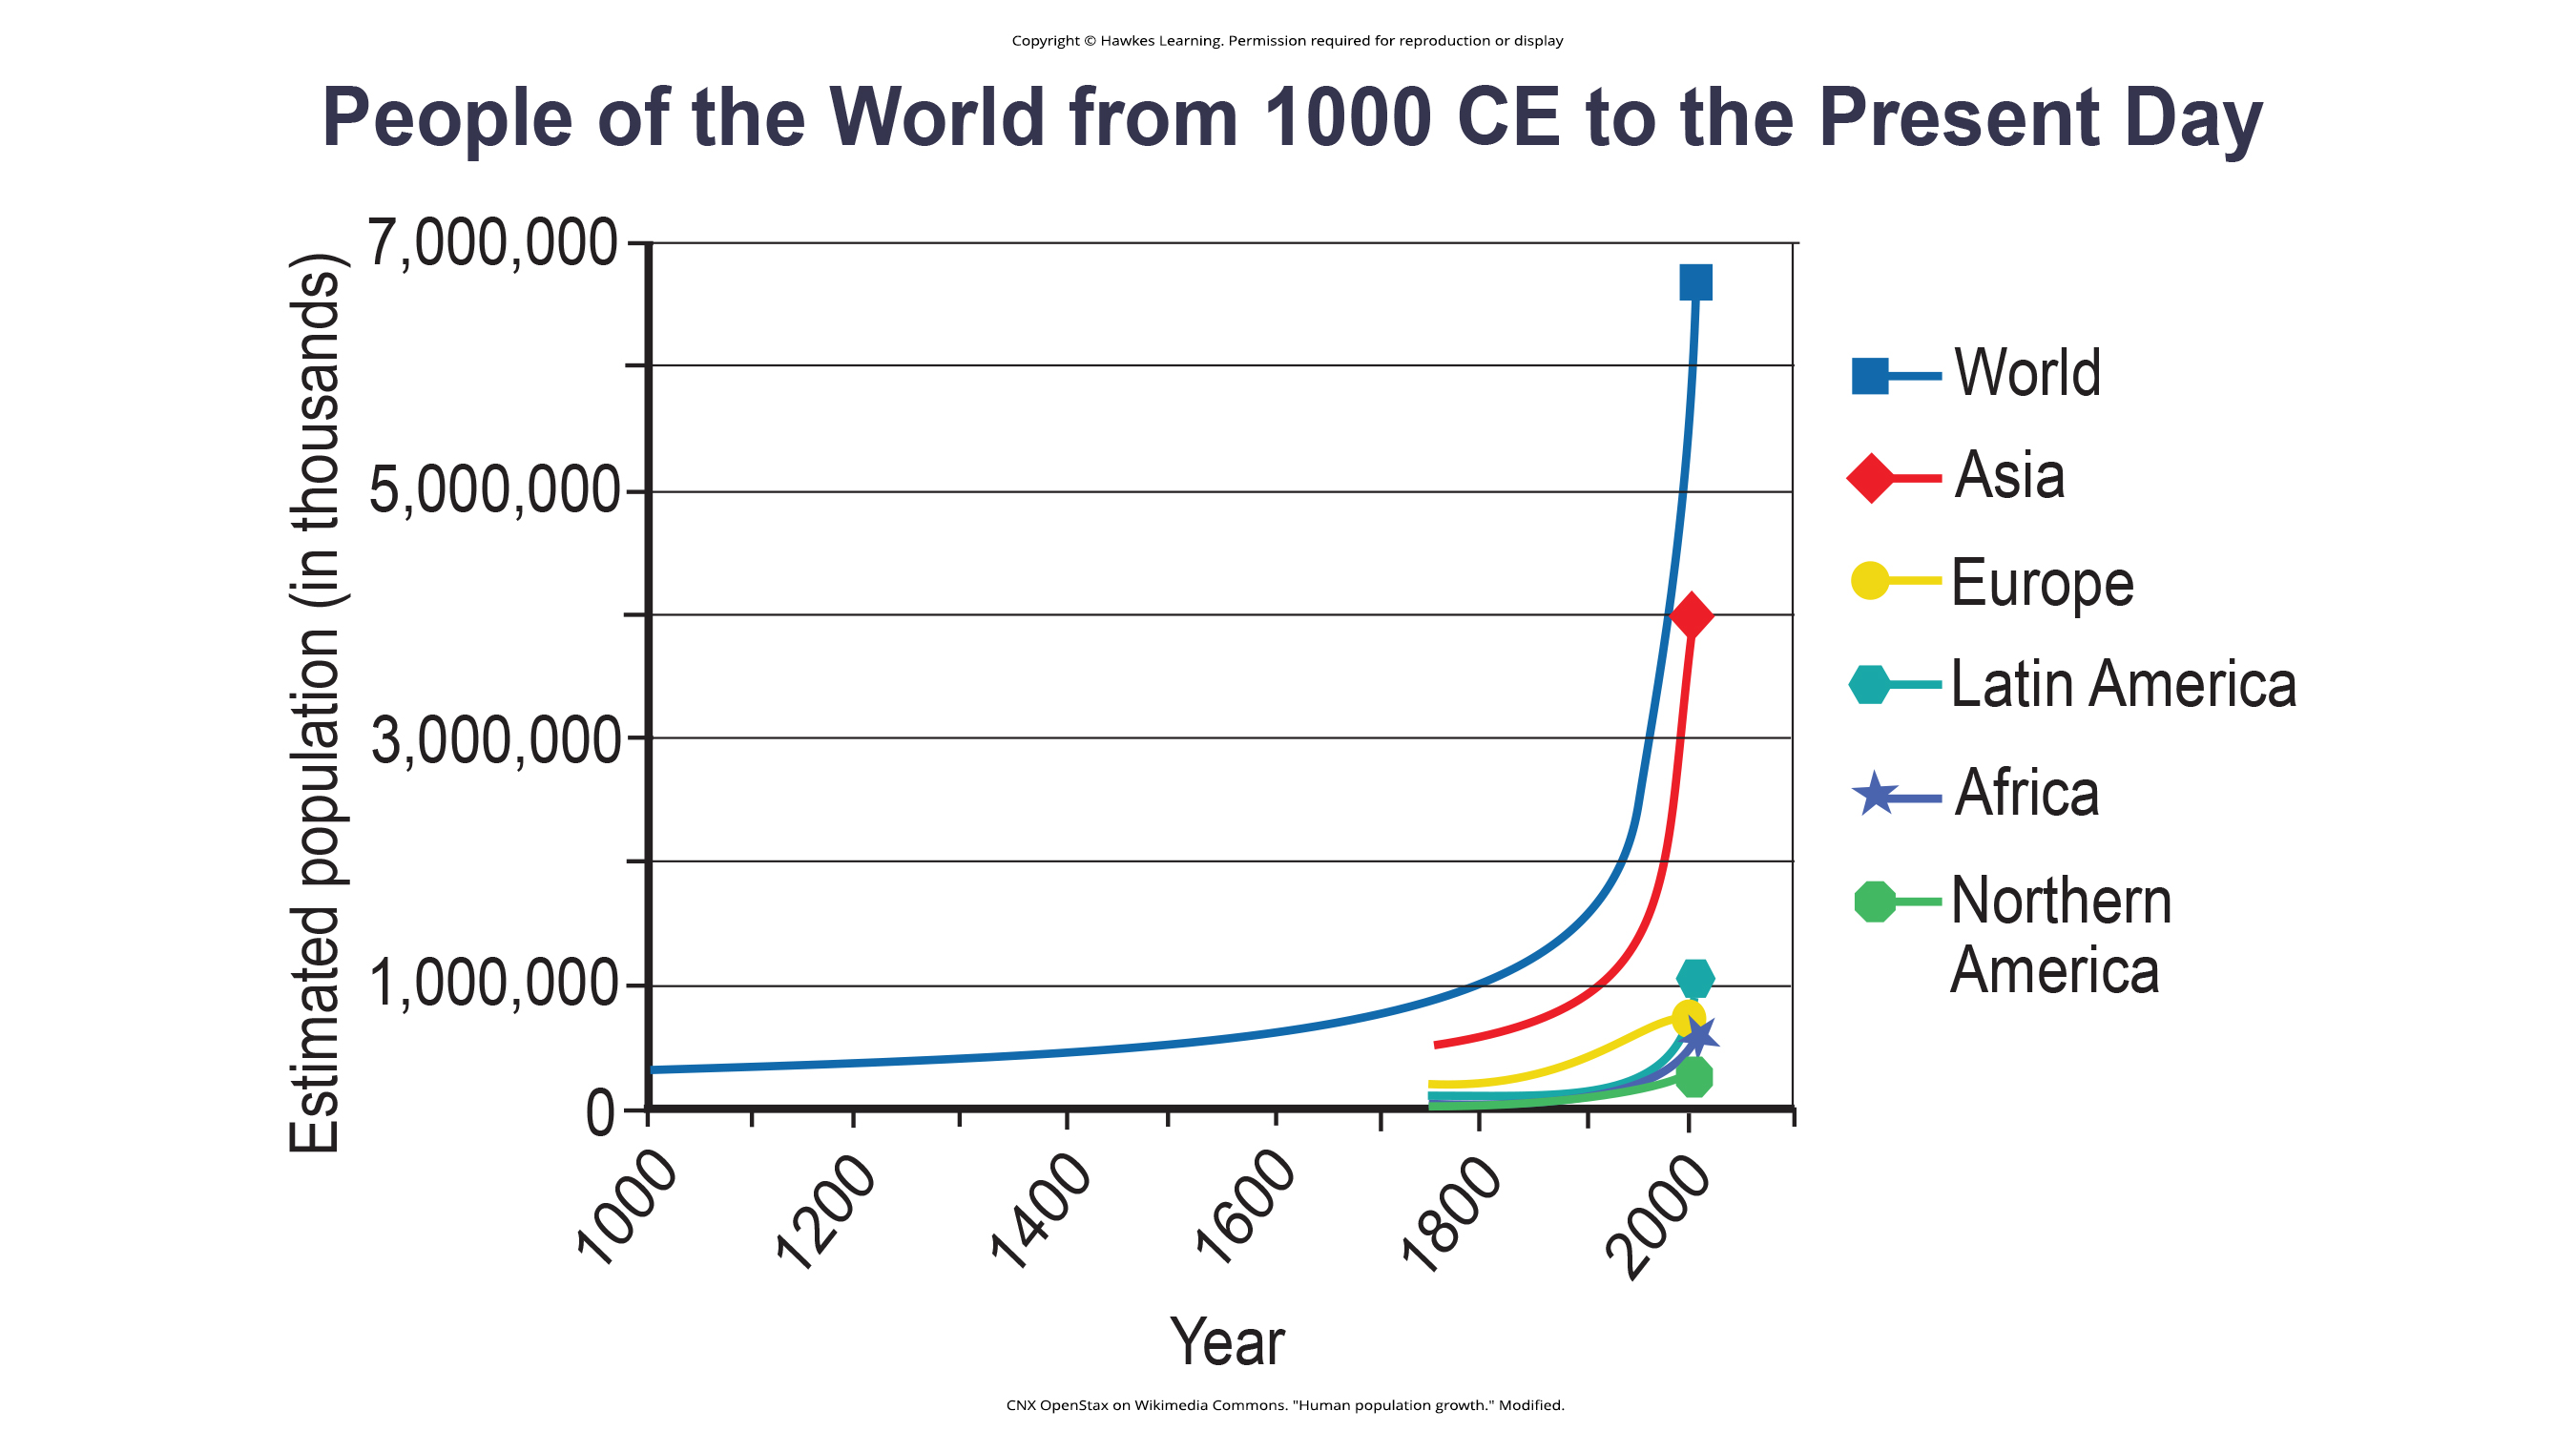 Copyright © Hawkes Learning. Permission required for reproduction or display
People of the World from 1000 CE to the Present Day
Estimated population (in thousands)
7,000,000
5,000,000
3,000,000
1,000,000
0
1000
1200
1400
1600
1800
2000
Year
World
Asia
Europe
Latin America
Africa
Northern
America
CNX OpenStax on Wikimedia Commons. "Human population growth." Modified.